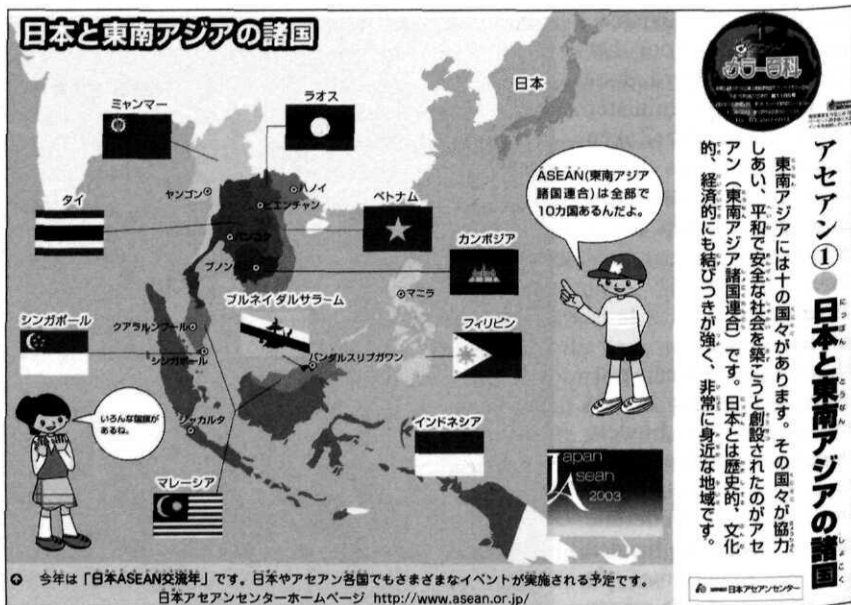 日本と東南アジアの諸国
日本
ミャンマー
ラオス
ヤンゴン
ハノイ
ビエンチャン
タイ
バンコク
ベトナム
プノンペン
カンボジア
ASEAN(東南アジア
諸国連合)は全部で
10カ国あるんだよ。
ブルネイダルサラーム
マニラ
シンガポール
クアラルンプール
シンガポール
バンダルスリブガワン
フィリピン
いろんな国旗が
あるね。
ジャカルタ
インドネシア
マレーシア
Japan
Asean
2003
今年は「日本ASEAN交流年」です。日本やアセアン各国でもさまざまなイベントが実施される予定です。
日本アセアンセンターホームページ http://www.asean.or.jp/
カラー百科
アセアン①●日本と東南アジアの諸国
東南アジアには十の国々があります。その国々が協力
しあい、平和で安全な社会を築こうと創設されたのがアセ
アン(東南アジア諸国連合)です。日本とは歴史的、文化
的、経済的にも結びつきが強く、非常に身近な地域です。
日本アセアンセンター